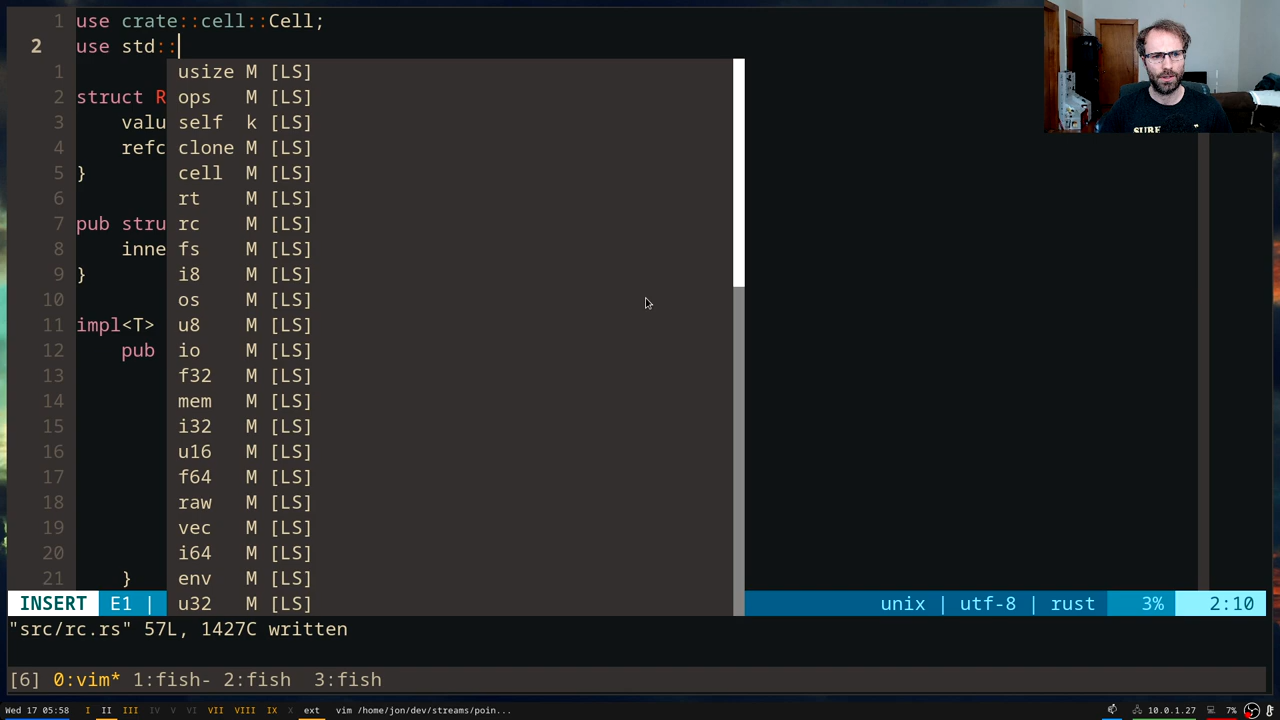 1 use crate::cell::Cell;
2 use std::
usize M [LS]
1
ops M [LS]
2 struct R
self k [LS]
3 valu
clone M [LS]
4 refc
cell M [LS]
5 }
rt M [LS]
6
rc M [LS]
7 pub stru
fs M [LS]
8 inne
i8 M [LS]
9 }
os M [LS]
10
u8 M [LS]
11 impl<T>
io M [LS]
12 pub
f32 M [LS]
13
mem M [LS]
14
i32 M [LS]
15
u16 M [LS]
16
f64 M [LS]
17
raw M [LS]
18
vec M [LS]
19
i64 M [LS]
20
env M [LS]
21 }
u32 M [LS]
INSERT E1 | unix | utf-8 | rust 3% 2:10
"src/rc.rs" 57L, 1427C written
[6] 0:vim* 1:fish- 2:fish 3:fish
Wed 17 05:58 I II III IV V VI VII VIII IX X ext vim /home/jon/dev/streams/poin... 10.0.1.27 7%
SURF